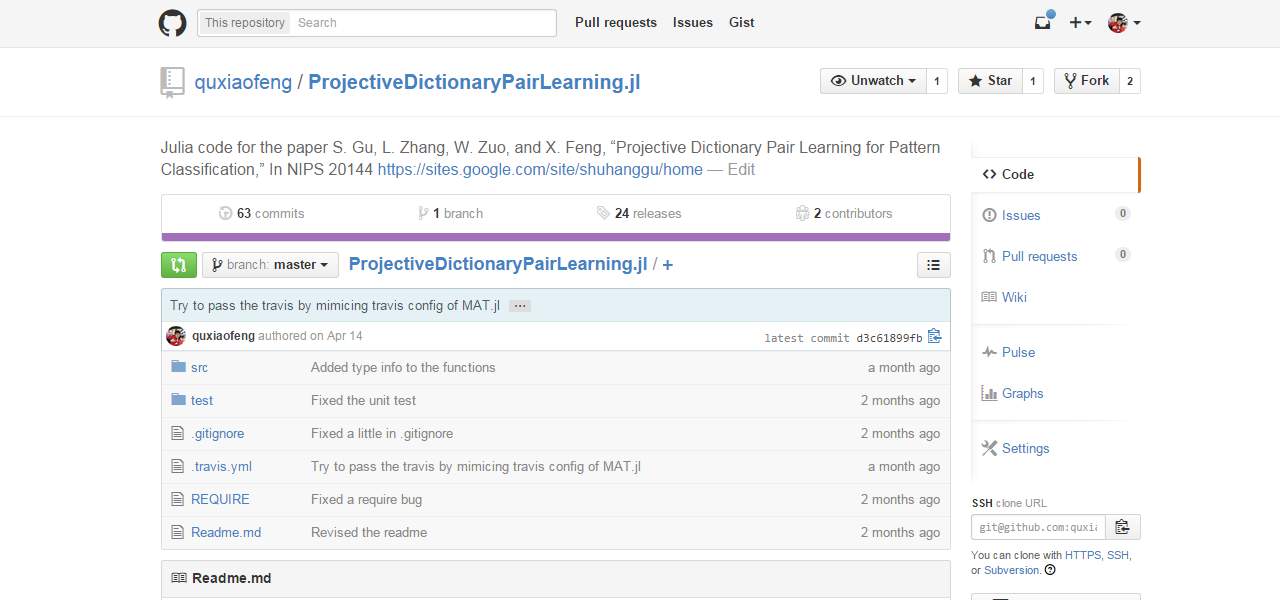 This repository Search Pull requests Issues Gist
quxiaofeng / ProjectiveDictionaryPairLearning.jl Unwatch 1 Star 1 Fork 2
Julia code for the paper S. Gu, L. Zhang, W. Zuo, and X. Feng, “Projective Dictionary Pair Learning for Pattern
Classification,” In NIPS 20144 https://sites.google.com/site/shuhanggu/home — Edit
63 commits 1 branch 24 releases 2 contributors
branch: master ProjectiveDictionaryPairLearning.jl / +
Try to pass the travis by mimicing travis config of MAT.jl ...
quxiaofeng authored on Apr 14 latest commit d3c61899fb
src Added type info to the functions a month ago
test Fixed the unit test 2 months ago
.gitignore Fixed a little in .gitignore 2 months ago
.travis.yml Try to pass the travis by mimicing travis config of MAT.jl a month ago
REQUIRE Fixed a require bug 2 months ago
Readme.md Revised the readme 2 months ago
Readme.md
Code
Issues 0
Pull requests 0
Wiki
Pulse
Graphs
Settings
SSH clone URL
git@github.com:quxia
You can clone with HTTPS, SSH,
or Subversion.